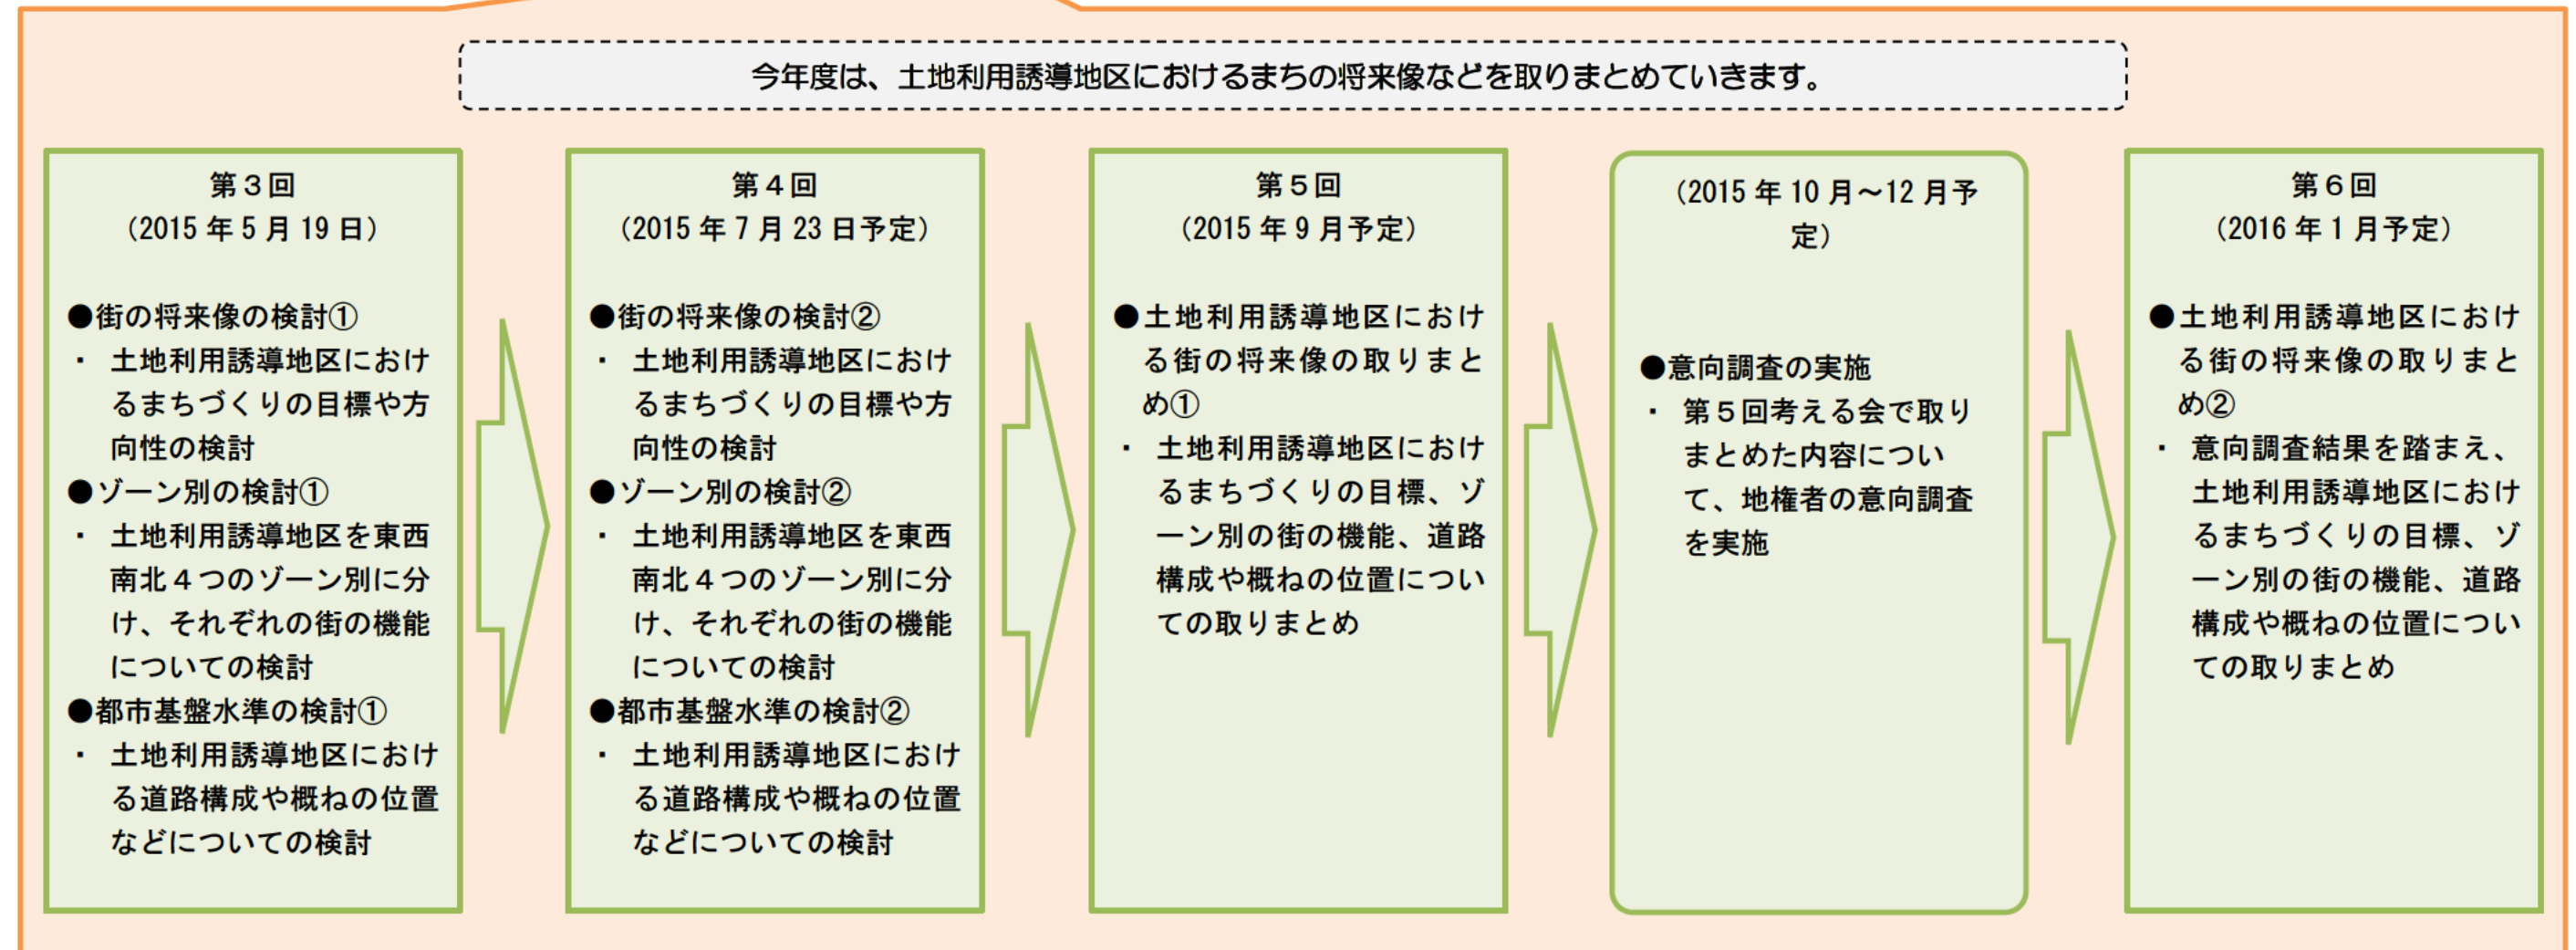 今年度は、土地利用誘導地区におけるまちの将来像などを取りまとめていきます。
第３回
（2015 年 5 月 19 日）
●街の将来像の検討①
・ 土地利用誘導地区におけ
るまちづくりの目標や方
向性の検討
●ゾーン別の検討①
・ 土地利用誘導地区を東西
南北４つのゾーン別に分
け、それぞれの街の機能
についての検討
●都市基盤水準の検討①
・ 土地利用誘導地区におけ
る道路構成や概ねの位置
などについての検討
第４回
（2015 年 7 月 23 日予定）
●街の将来像の検討②
・ 土地利用誘導地区におけ
るまちづくりの目標や方
向性の検討
●ゾーン別の検討②
・ 土地利用誘導地区を東西
南北４つのゾーン別に分
け、それぞれの街の機能
についての検討
●都市基盤水準の検討②
・ 土地利用誘導地区におけ
る道路構成や概ねの位置
などについての検討
第５回
（2015 年 9 月予定）
●土地利用誘導地区におけ
る街の将来像の取りまと
め①
・ 土地利用誘導地区におけ
るまちづくりの目標、ゾ
ーン別の街の機能、道路
構成や概ねの位置につい
ての取りまとめ
（2015 年 10 月～12 月予
定）
●意向調査の実施
・ 第５回考える会で取り
まとめた内容につい
て、地権者の意向調査
を実施
第６回
（2016 年 1 月予定）
●土地利用誘導地区におけ
る街の将来像の取りまと
め②
・ 意向調査結果を踏まえ、
土地利用誘導地区におけ
るまちづくりの目標、ゾ
ーン別の街の機能、道路
構成や概ねの位置につい
ての取りまとめ